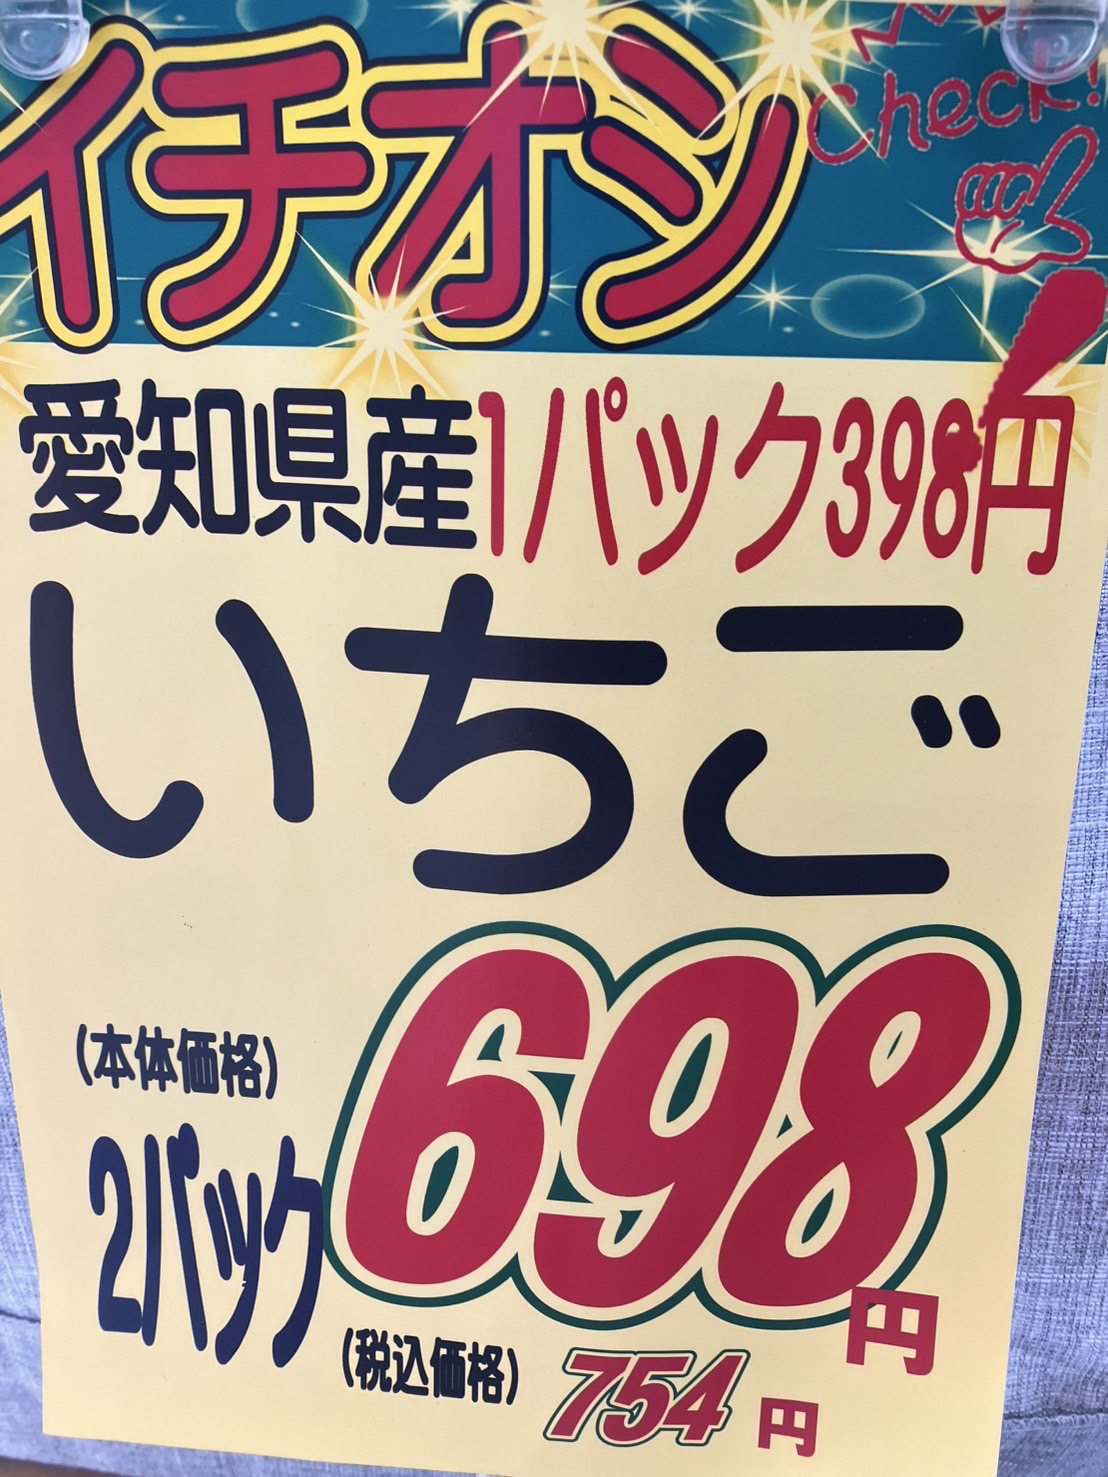 イチオシ
Check!
愛知県産1パック398円
いちご
(本体価格)
2パック
698円
(税込価格)
754円